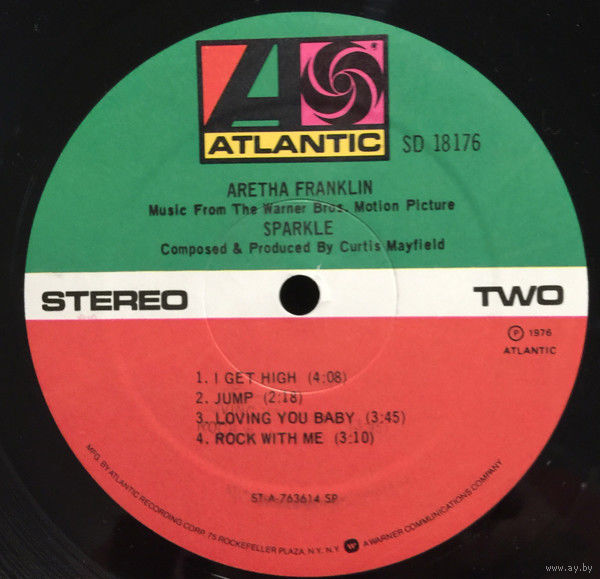 ATLANTIC
SD 18176
ARETHA FRANKLIN
Music From The Warner Bros. Motion Picture
SPARKLE
Composed & Produced By Curtis Mayfield
STEREO
TWO
Ⓟ 1976
ATLANTIC
1. I GET HIGH (4:08)
2. JUMP (2:18)
3. LOVING YOU BABY (3:45)
4. ROCK WITH ME (3:10)
ST-A-763614 SP
MFG. BY ATLANTIC RECORDING CORP. 75 ROCKEFELLER PLAZA, N.Y. N.Y. W A WARNER COMMUNICATIONS COMPANY
www.ay.by